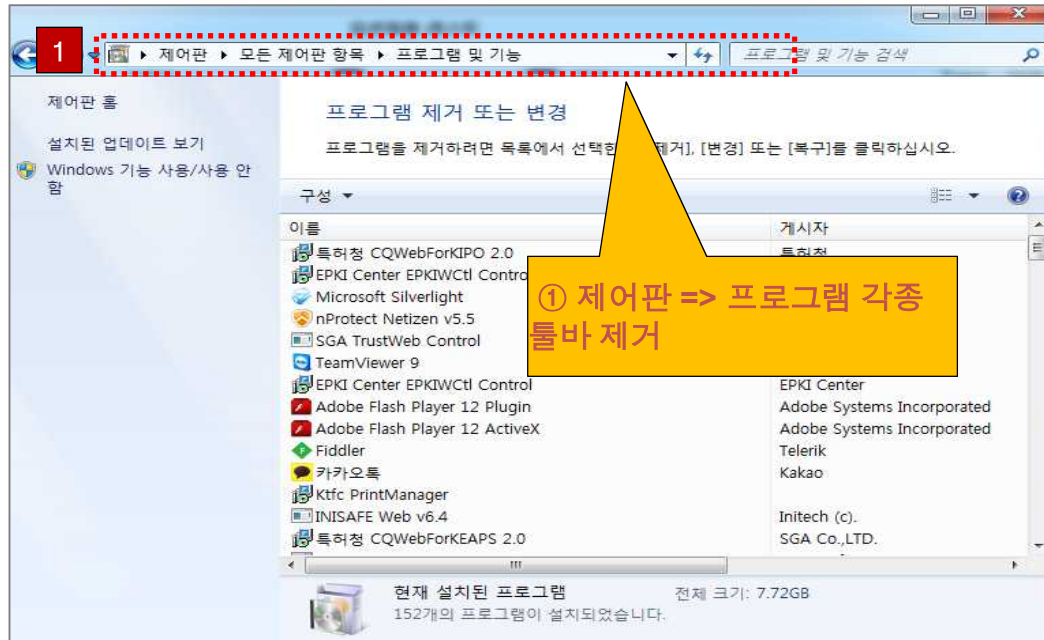 1
제어판 ▶ 모든 제어판 항목 ▶ 프로그램 및 기능
프로그램 및 기능 검색
제어판 홈
설치된 업데이트 보기
Windows 기능 사용/사용 안
함
프로그램 제거 또는 변경
프로그램을 제거하려면 목록에서 선택한 제거], [변경] 또는 [복구]를 클릭하십시오.
구성
이름 게시자
특허청 CQWebForKIPO 2.0 특허청
EPKI Center EPKIWCtl Contro
Microsoft Silverlight
nProtect Netizen v5.5
SGA TrustWeb Control
TeamViewer 9
① 제어판 => 프로그램 각종
툴바 제거
EPKI Center EPKIWCtl Control EPKI Center
Adobe Flash Player 12 Plugin Adobe Systems Incorporated
Adobe Flash Player 12 ActiveX Adobe Systems Incorporated
Fiddler Telerik
카카오톡 Kakao
Ktfc PrintManager
INISAFE Web v6.4 Initech (c).
특허청 CQWebForKEAPS 2.0 SGA Co.,LTD.
현재 설치된 프로그램 전체 크기: 7.72GB
152개의 프로그램이 설치되었습니다.